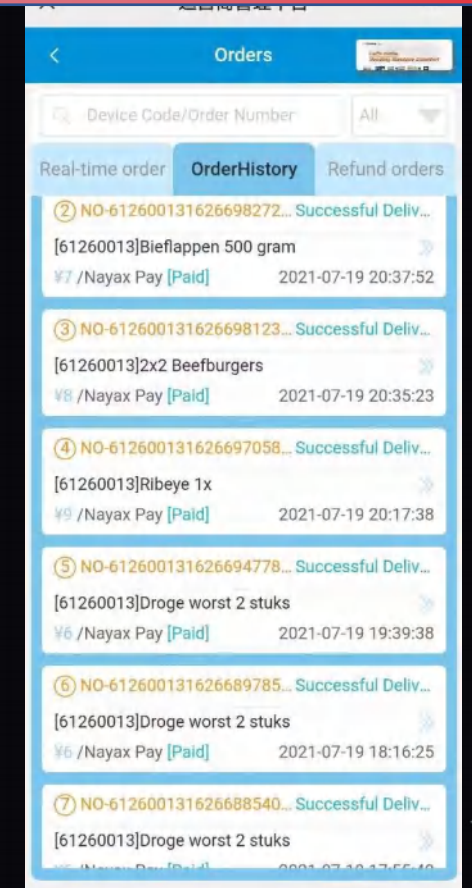 Orders
Device Code/Order Number All
Real-time order OrderHistory Refund orders
② NO-612600131626698272... Successful Deliv...
[61260013]Bieflappen 500 gram
¥7 /Nayax Pay [Paid] 2021-07-19 20:37:52
③ NO-612600131626698123... Successful Deliv...
[61260013]2x2 Beefburgers
¥8 /Nayax Pay [Paid] 2021-07-19 20:35:23
④ NO-612600131626697058... Successful Deliv...
[61260013]Ribeye 1x
¥9 /Nayax Pay [Paid] 2021-07-19 20:17:38
⑤ NO-612600131626694778... Successful Deliv...
[61260013]Droge worst 2 stuks
¥6 /Nayax Pay [Paid] 2021-07-19 19:39:38
⑥ NO-612600131626689785... Successful Deliv...
[61260013]Droge worst 2 stuks
¥6 /Nayax Pay [Paid] 2021-07-19 18:16:25
⑦ NO-612600131626688540... Successful Deliv...
[61260013]Droge worst 2 stuks